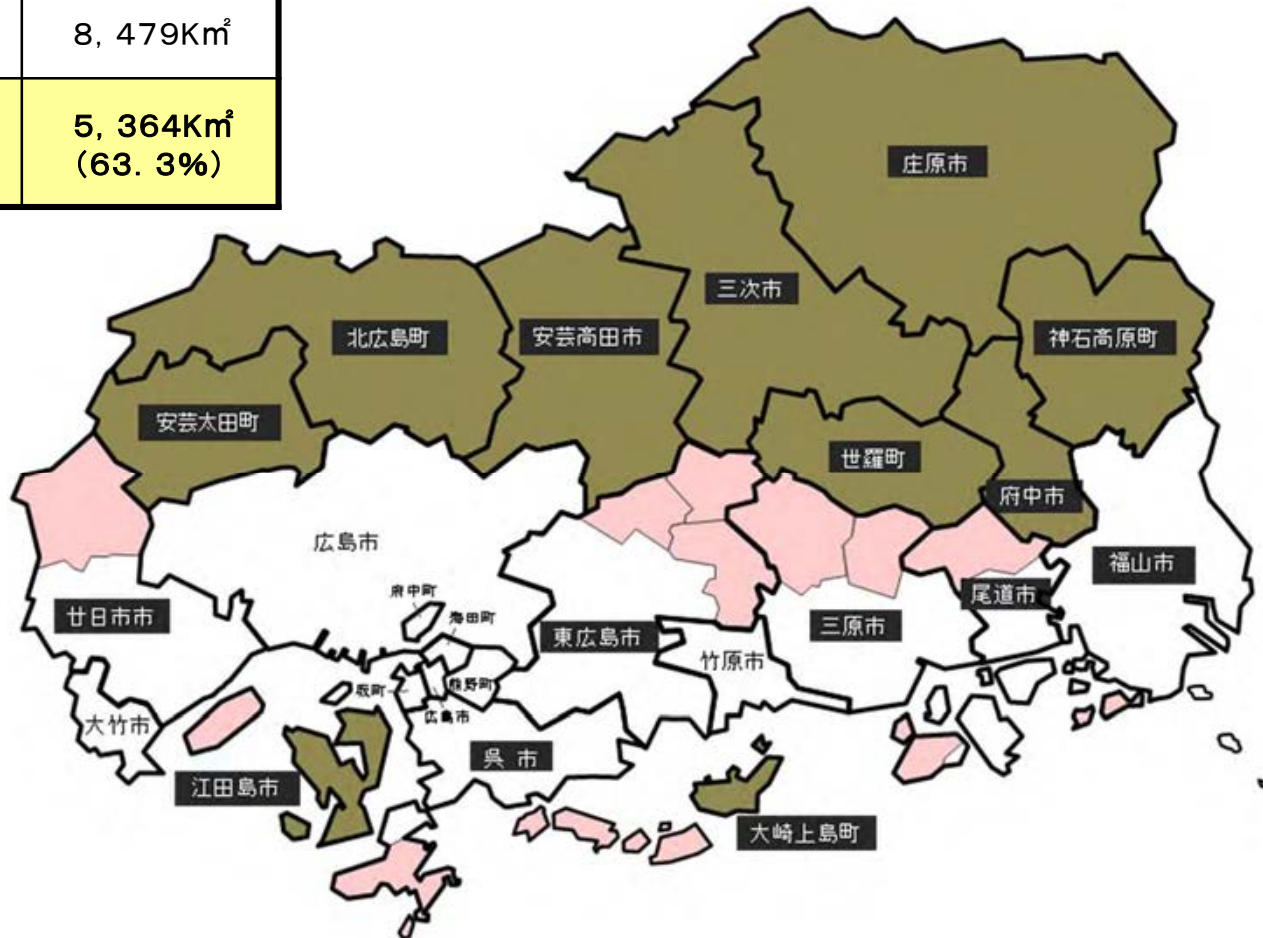 8, 479K㎡
5, 364K㎡
(63. 3%)
庄原市
三次市
北広島町
安芸高田市
神石高原町
安芸太田町
世羅町
府中市
広島市
福山市
府中町
海田町
尾道市
廿日市市
東広島市
三原市
竹原市
坂町
熊野町
広島市
大竹市
呉 市
江田島市
大崎上島町